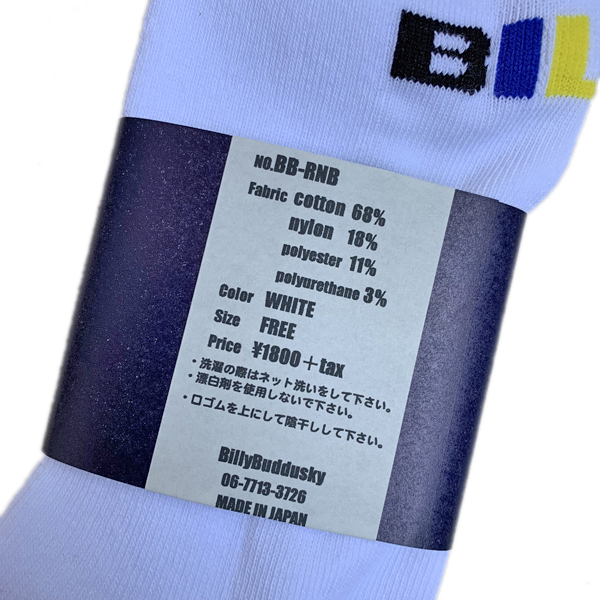 BIL
NO.BB-RNB
Fabric cotton 68%
nylon 18%
polyester 11%
polyurethane 3%
Color WHITE
Size FREE
Price ¥1800+tax
・洗濯の際はネット洗いをして下さい。
・漂白剤を使用しないで下さい。
・口ゴムを上にして陰干しして下さい。
BillyBuddusky
06-7713-3726
MADE IN JAPAN